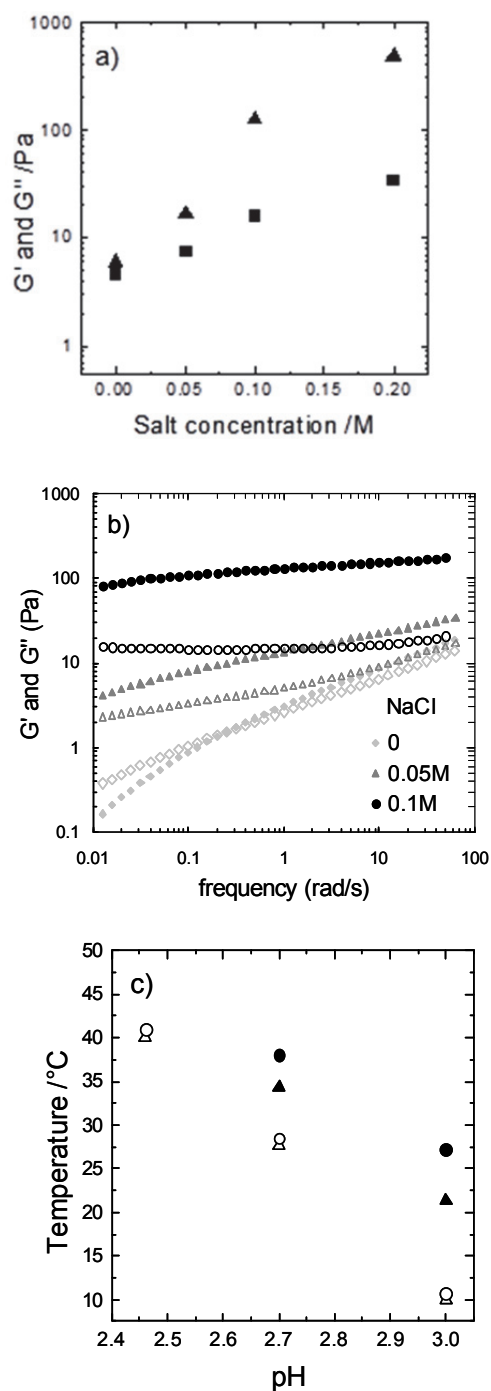 a)
1000
100
10
1
G' and G'' /Pa
0.00 0.05 0.10 0.15 0.20
Salt concentration /M
b)
1000
100
10
1
0.1
G' and G'' (Pa)
NaCl
0
0.05M
0.1M
0.01 0.1 1 10 100
frequency (rad/s)
c)
50
45
40
35
30
25
20
15
10
Temperature /°C
2.4 2.5 2.6 2.7 2.8 2.9 3.0
pH